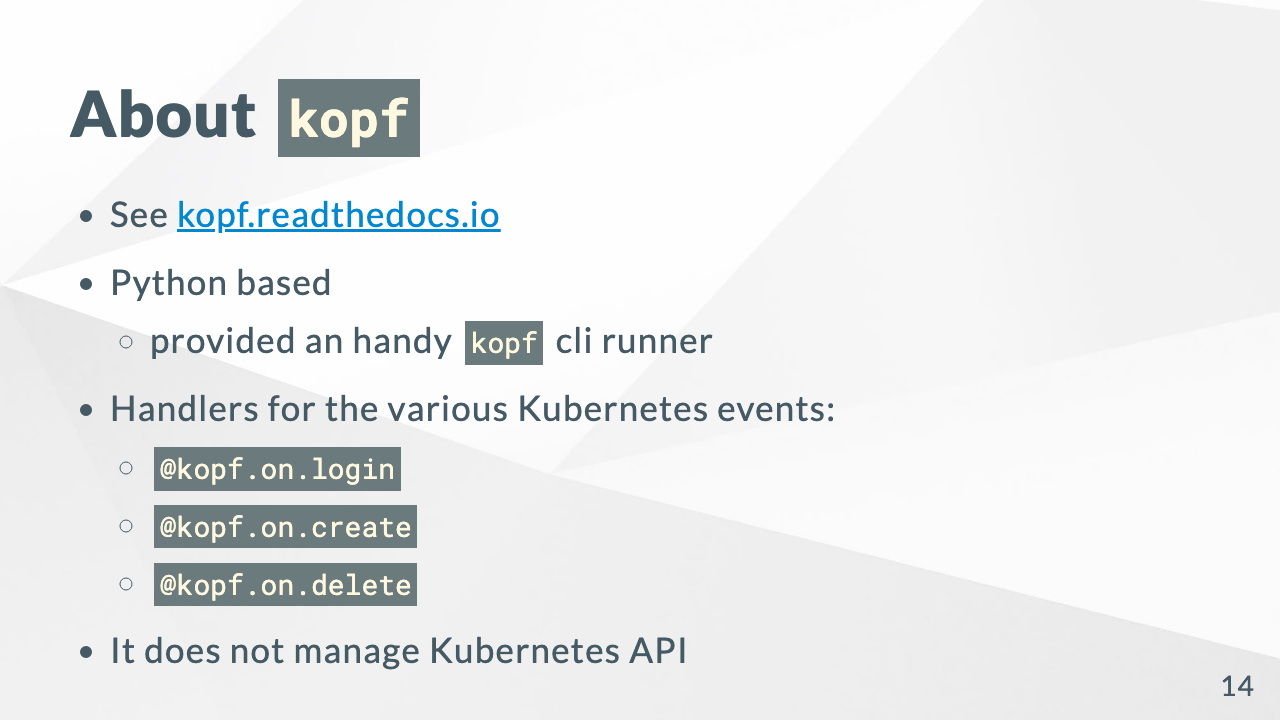 About kopf
See kopf.readthedocs.io
Python based
provided an handy kopf cli runner
Handlers for the various Kubernetes events:
@kopf.on.login
@kopf.on.create
@kopf.on.delete
It does not manage Kubernetes API
14